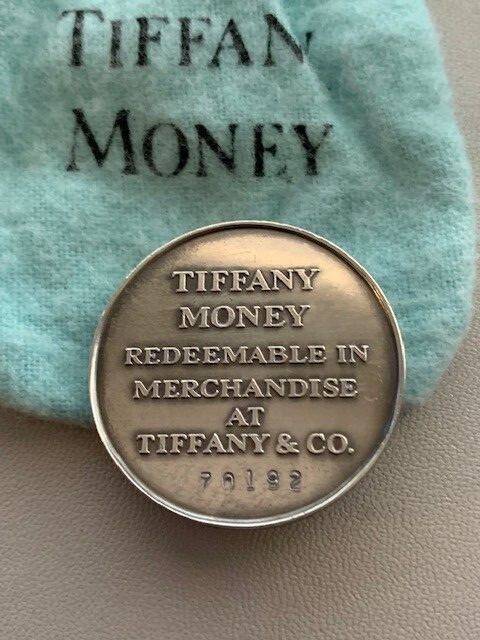 TIFFAN
MONEY
TIFFANY
MONEY
REDEEMABLE IN
MERCHANDISE
AT
TIFFANY & CO.
70192